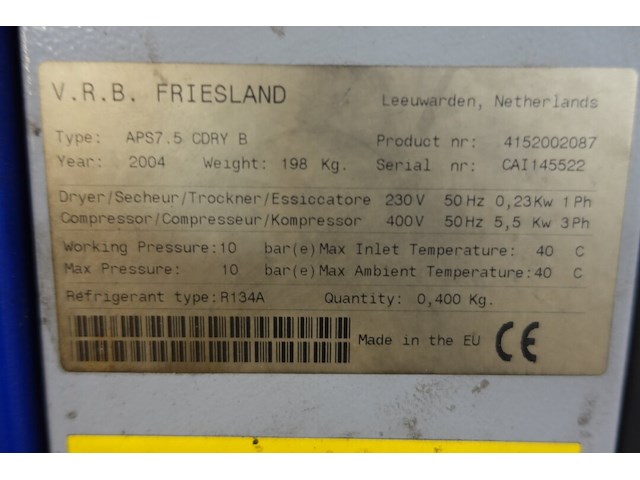 V.R.B. FRIESLAND Leeuwarden, Netherlands
Type: APS7.5 CDRY B Product nr: 4152002087
Year: 2004 Weight: 198 Kg. Serial nr: CAI145522
Dryer/Secheur/Trockner/Essiccatore 230V 50Hz 0,23Kw 1Ph
Compressor/Compresseur/Kompressor 400V 50Hz 5,5 Kw 3Ph
Working Pressure:10 bar(e) Max Inlet Temperature: 40 C
Max Pressure: 10 bar(e) Max Ambient Temperature:40 C
Refrigerant type:R134A Quantity: 0,400 Kg.
Made in the EU CE